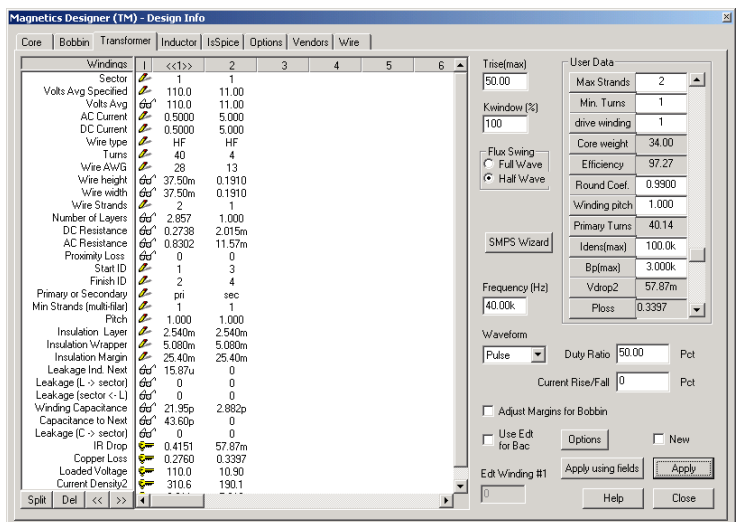 Magnetics Designer (TM) - Design Info
Core Bobbin Transformer Inductor IsSpice Options Vendors Wire
Windings I <<1>> 2 3 4 5 6
Sector 1 1
Volts Avg Specified 110.0 11.00
Volts Avg 110.0 11.00
AC Current 0.5000 5.000
DC Current 0.5000 5.000
Wire type HF HF
Turns 40 4
Wire AWG 28 13
Wire height 37.50m 0.1910
Wire width 37.50m 0.1910
Wire Strands 2 1
Number of Layers 2.857 1.000
DC Resistance 0.2738 2.015m
AC Resistance 0.8302 11.57m
Proximity Loss 0 0
Start ID 1 3
Finish ID 2 4
Primary or Secondary pri sec
Min Strands (multi-filar) 1 1
Pitch 1.000 1.000
Insulation Layer 2.540m 2.540m
Insulation Wrapper 5.080m 5.080m
Insulation Margin 25.40m 25.40m
Leakage Ind. Next 15.87u 0
Leakage (L -> sector) 0 0
Leakage (sector <- L) 0 0
Winding Capacitance 21.95p 2.882p
Capacitance to Next 43.60p 0
Leakage (C -> sector) 0 0
IR Drop 0.4151 57.87m
Copper Loss 0.2760 0.3397
Loaded Voltage 110.0 10.90
Current Density2 310.6 190.1
Split Del << >>
Trise(max)
50.00
Kwindow (%)
100
Flux Swing
Full Wave
Half Wave
SMPS Wizard
Frequency (Hz)
40.00k
User Data
Max Strands 2
Min. Turns 1
drive winding 1
Core weight 34.00
Efficiency 97.27
Round Coef. 0.9900
Winding pitch 1.000
Primary Turns 40.14
Idens(max) 100.0k
Bp(max) 3.000k
Vdrop2 57.87m
Ploss 0.3397
Waveform
Pulse Duty Ratio 50.00 Pct
Current Rise/Fall 0 Pct
Adjust Margins for Bobbin
Use Edt for Bac Options New
Edt Winding #1 Apply using fields Apply
0 Help Close